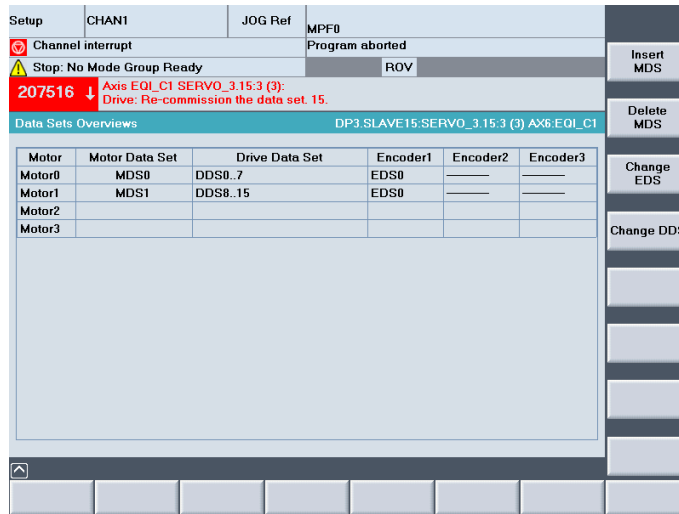 Setup CHAN1 JOG Ref MPF0
Channel interrupt Program aborted
Stop: No Mode Group Ready ROV
207516 ↓ Axis EQI_C1 SERVO_3.15:3 (3):
Drive: Re-commission the data set. 15.
Data Sets Overviews DP3.SLAVE15:SERVO_3.15:3 (3) AX6:EQI_C1
Motor Motor Data Set Drive Data Set Encoder1 Encoder2 Encoder3
Motor0 MDS0 DDS0..7 EDS0
Motor1 MDS1 DDS8..15 EDS0
Motor2
Motor3
Insert
MDS
Delete
MDS
Change
EDS
Change DDS